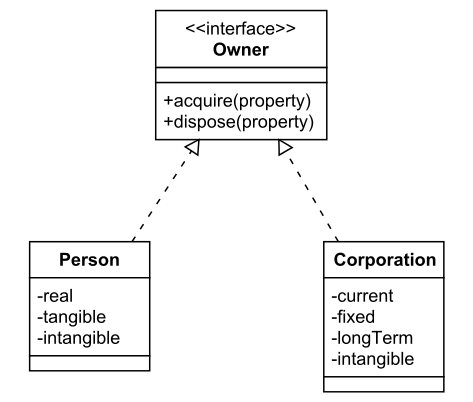 <<interface>>
Owner
+acquire(property)
+dispose(property)
Person
-real
-tangible
-intangible
Corporation
-current
-fixed
-longTerm
-intangible